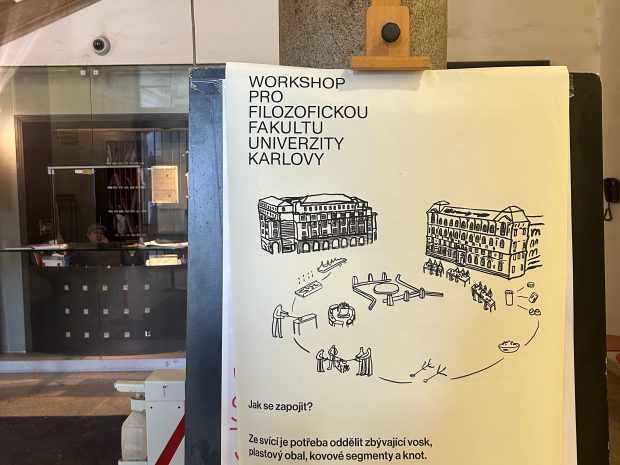 WORKSHOP
PRO
FILOZOFICKOU
FAKULTU
UNIVERZITY
KARLOVY
Jak se zapojit?
Ze svící je potřeba oddělit zbývající vosk,
plastový obal, kovové segmenty a knot.